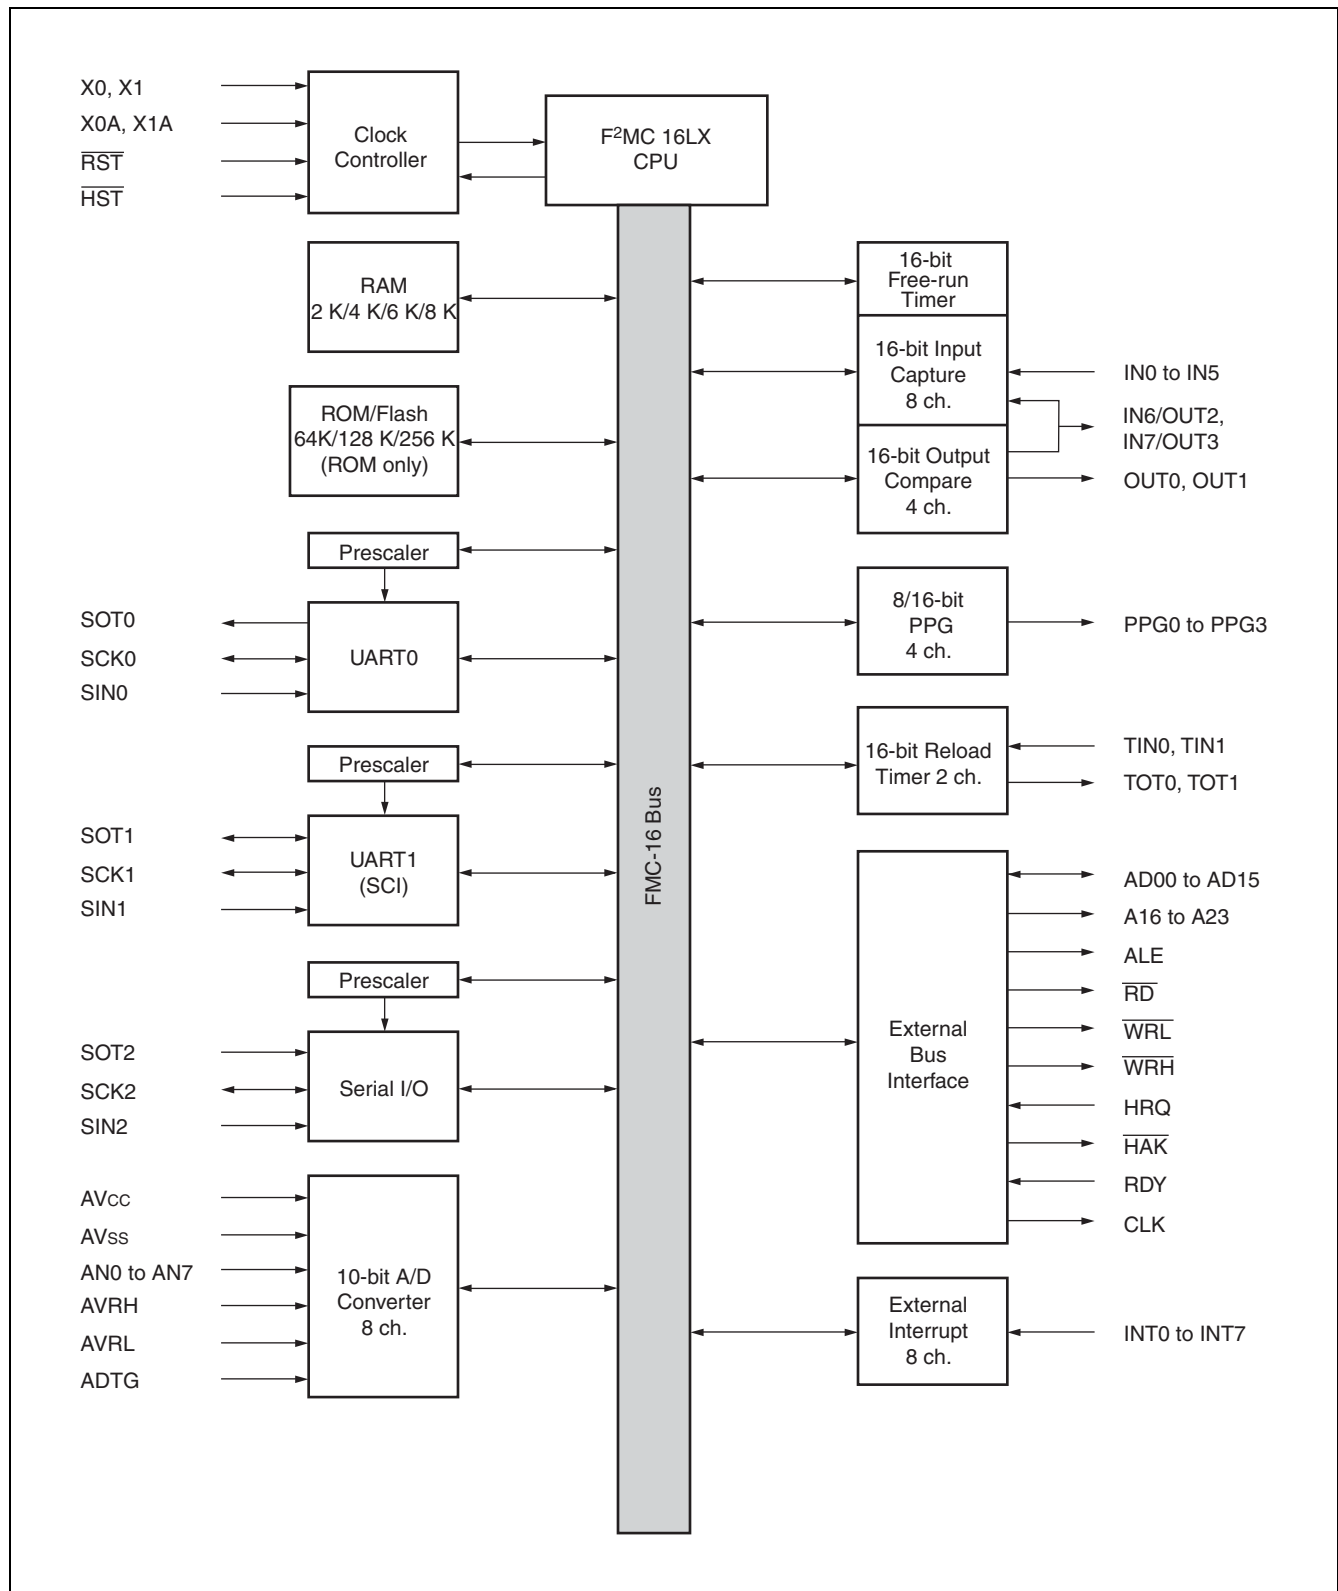 X0, X1
X0A, X1A
RST
HST
Clock
Controller
F²MC 16LX
CPU
RAM
2 K/4 K/6 K/8 K
ROM/Flash
64K/128 K/256 K
(ROM only)
Prescaler
SOT0
SCK0
SIN0
UART0
Prescaler
SOT1
SCK1
SIN1
UART1
(SCI)
Prescaler
SOT2
SCK2
SIN2
Serial I/O
AVCC
AVSS
AN0 to AN7
AVRH
AVRL
ADTG
10-bit A/D
Converter
8 ch.
FMC-16 Bus
16-bit
Free-run
Timer
16-bit Input
Capture
8 ch.
16-bit Output
Compare
4 ch.
IN0 to IN5
IN6/OUT2,
IN7/OUT3
OUT0, OUT1
8/16-bit
PPG
4 ch.
PPG0 to PPG3
16-bit Reload
Timer 2 ch.
TIN0, TIN1
TOT0, TOT1
External
Bus
Interface
AD00 to AD15
A16 to A23
ALE
RD
WRL
WRH
HRQ
HAK
RDY
CLK
External
Interrupt
8 ch.
INT0 to INT7